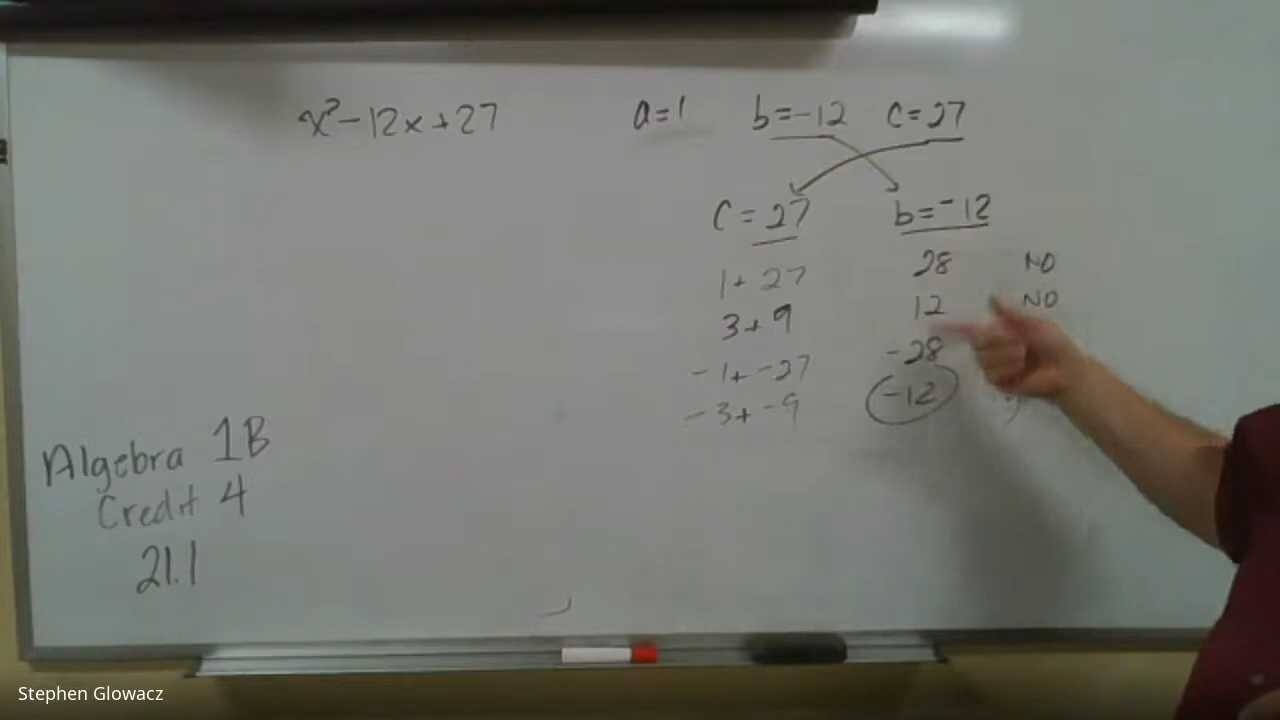 x²-12x+27
a=1 b=-12 c=27
c=27 b=-12
1+27 28 NO
3+9 12 NO
-1+-27 -28
-3+-9 -12
Algebra 1B
Credit 4
21.1
Stephen Glowacz